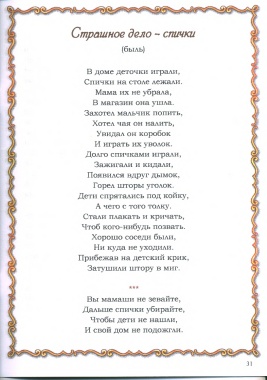 Страшное дело – спички
(быль)
В доме деточки играли,
Спички на столе лежали.
Мама их не убрала,
В магазин она ушла.
Захотел мальчик попить,
Хотел чая он налить,
Увидал он коробок
И играть их уволок.
Долго спичками играли,
Зажигали и кидали,
Появился вдруг дымок,
Горел шторы уголок.
Дети спрятались под койку,
А чего с того толку.
Стали плакать и кричать,
Чтоб кого-нибудь позвать.
Хорошо соседи были,
Ни куда не уходили.
Прибежав на детский крик,
Затушили штору в миг.
***
Вы мамаши не зевайте,
Дальше спички убирайте,
Чтобы дети не нашли,
И свой дом не подожгли.
31